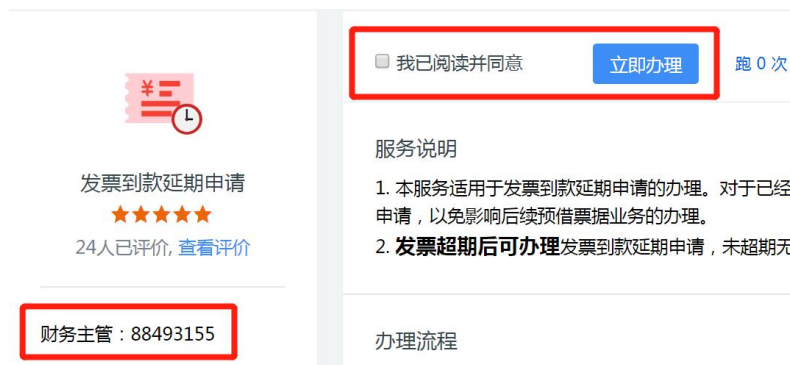 ¥
发票到款延期申请
24人已评价, 查看评价
财务主管：88493155
我已阅读并同意 立即办理 跑 0 次
服务说明
1. 本服务适用于发票到款延期申请的办理。对于已经
申请，以免影响后续预借票据业务的办理。
2. 发票超期后可办理发票到款延期申请，未超期无
办理流程